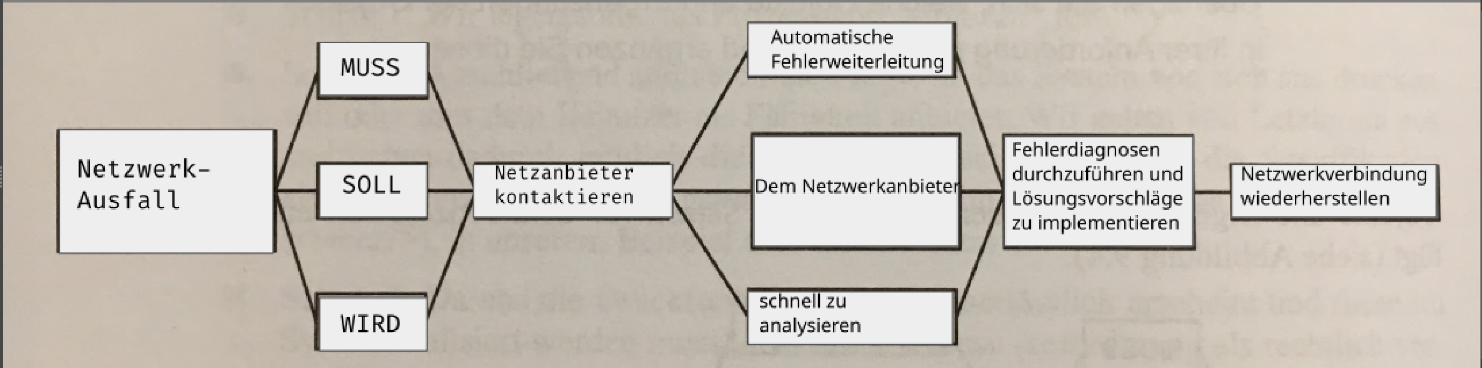 Netzwerk-
Ausfall
MUSS
SOLL
WIRD
Netzanbieter
kontaktieren
Automatische
Fehlerweiterleitung
Dem Netzwerkanbieter
schnell zu
analysieren
Fehlerdiagnosen
durchzuführen und
Lösungsvorschläge
zu implementieren
Netzwerkverbindung
wiederherstellen